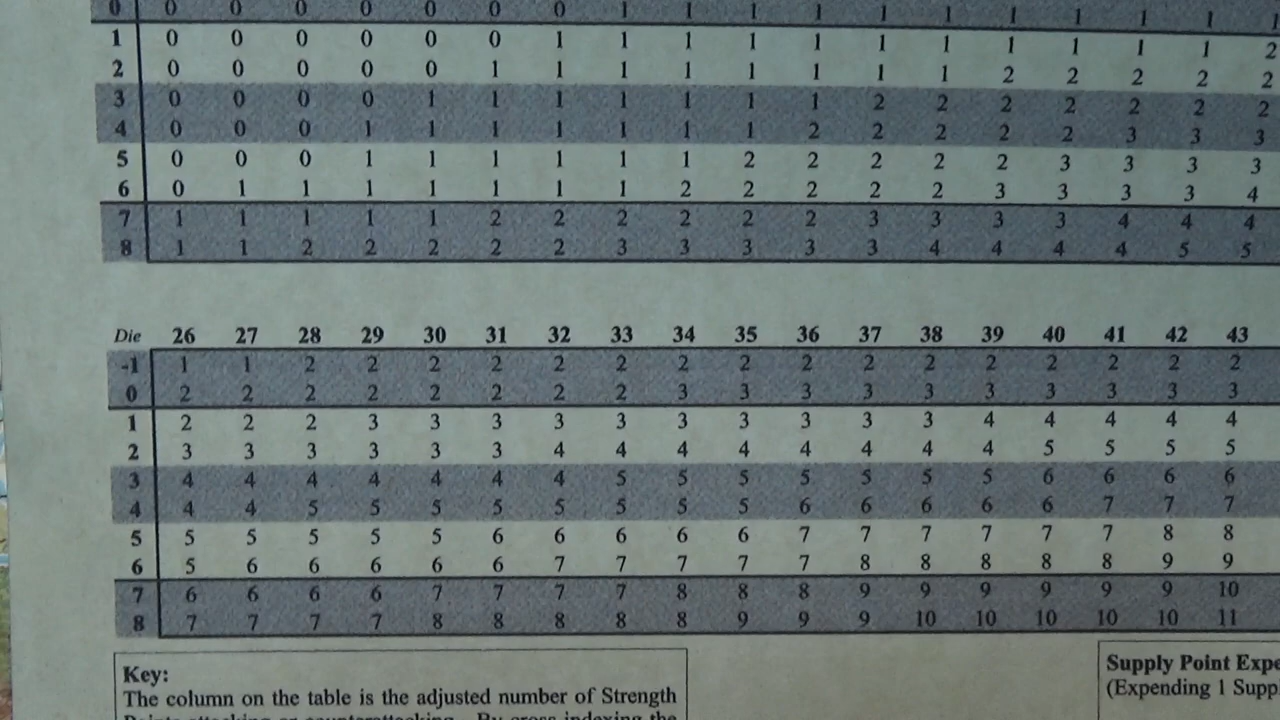 0 0 0 0 0 0 0 0 1 1 1 1 1 1 1 1 1 1 1
1 0 0 0 0 0 0 1 1 1 1 1 1 1 1 1 1 1 2
2 0 0 0 0 0 1 1 1 1 1 1 1 1 2 2 2 2 2
3 0 0 0 0 1 1 1 1 1 1 1 2 2 2 2 2 2 2
4 0 0 0 1 1 1 1 1 1 1 2 2 2 2 2 3 3 3
5 0 0 0 1 1 1 1 1 1 2 2 2 2 2 3 3 3 3
6 0 1 1 1 1 1 1 1 2 2 2 2 2 3 3 3 3 4
7 1 1 1 1 1 2 2 2 2 2 2 3 3 3 3 4 4 4
8 1 1 2 2 2 2 2 3 3 3 3 3 4 4 4 4 5 5
Die 26 27 28 29 30 31 32 33 34 35 36 37 38 39 40 41 42 43
-1 1 1 2 2 2 2 2 2 2 2 2 2 2 2 2 2 2 2
0 2 2 2 2 2 2 2 2 3 3 3 3 3 3 3 3 3 3
1 2 2 2 3 3 3 3 3 3 3 3 3 3 4 4 4 4 4
2 3 3 3 3 3 3 4 4 4 4 4 4 4 4 5 5 5 5
3 4 4 4 4 4 4 4 5 5 5 5 5 5 5 6 6 6 6
4 4 4 5 5 5 5 5 5 5 5 6 6 6 6 6 7 7 7
5 5 5 5 5 5 6 6 6 6 6 7 7 7 7 7 7 8 8
6 5 6 6 6 6 6 7 7 7 7 7 8 8 8 8 8 9 9
7 6 6 6 6 7 7 7 7 8 8 8 9 9 9 9 9 9 10
8 7 7 7 7 8 8 8 8 8 9 9 9 10 10 10 10 10 11
Key:
The column on the table is the adjusted number of Strength
Supply Point Expe
(Expending 1 Suppl